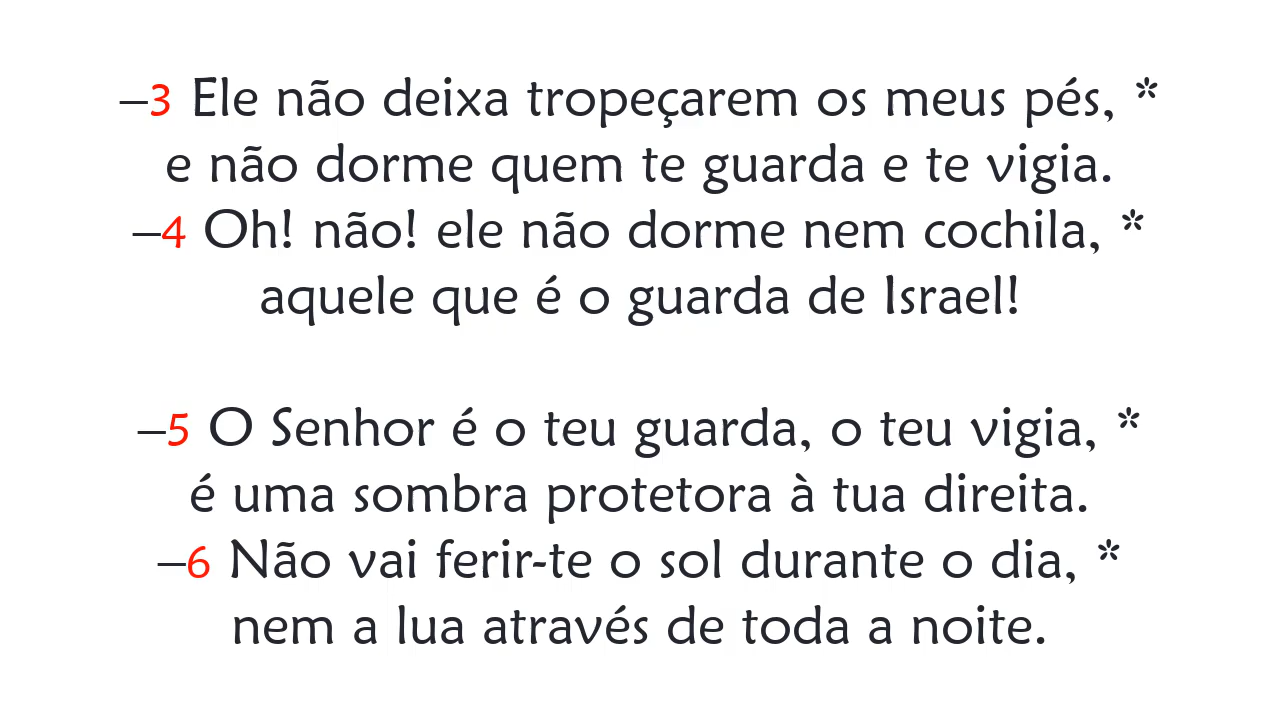 –3 Ele não deixa tropeçarem os meus pés, *
e não dorme quem te guarda e te vigia.
–4 Oh! não! ele não dorme nem cochila, *
aquele que é o guarda de Israel!
–5 O Senhor é o teu guarda, o teu vigia, *
é uma sombra protetora à tua direita.
–6 Não vai ferir-te o sol durante o dia, *
nem a lua através de toda a noite.